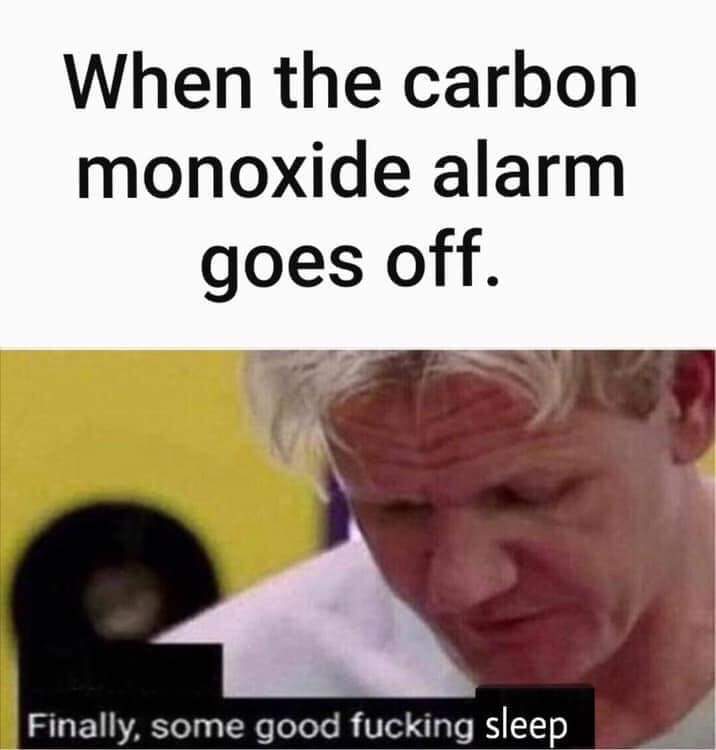 When the carbon
monoxide alarm
goes off.
Finally, some good fucking sleep